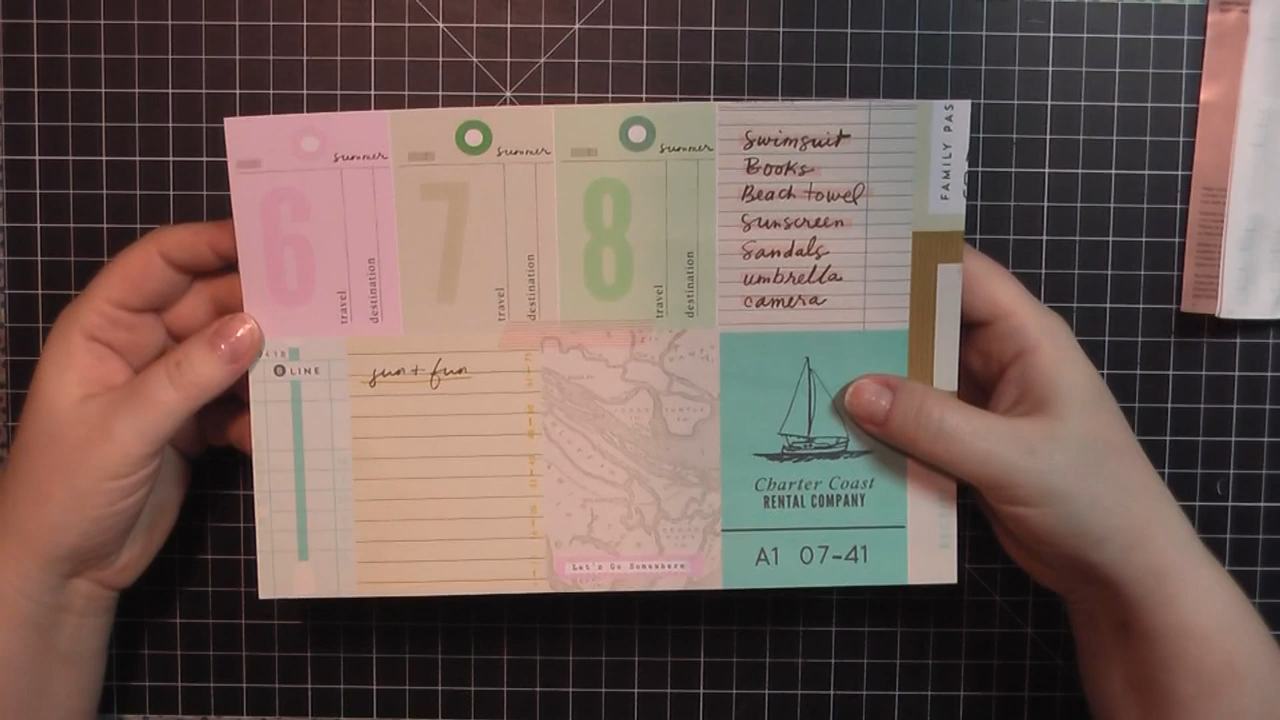 summer
6
travel
destination
summer
7
travel
destination
summer
8
travel
destination
Swimsuit
Books
Beach towel
Sunscreen
Sandals
umbrella
camera
FAMILY PAS
8 LINE
sun + fun
Let's Go Somewhere
Charter Coast
RENTAL COMPANY
A1 07-41